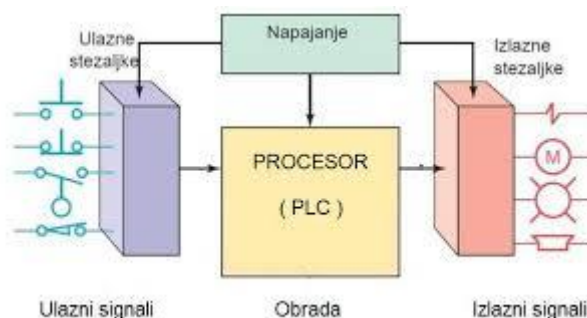 Ulazne
stezaljke
Napajanje
Izlazne
stezaljke
PROCESOR
( PLC )
M
Ulazni signali
Obrada
Izlazni signali